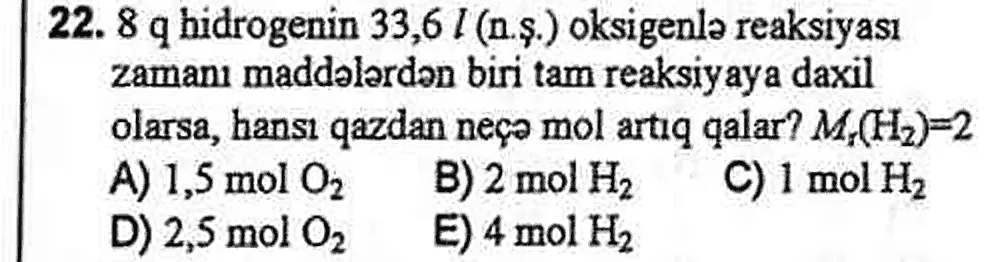 22. 8 q hidrogenin 33,6 l (n.ş.) oksigenlə reaksiyası
zamanı maddələrdən biri tam reaksiyaya daxil
olarsa, hansı qazdan neçə mol artıq qalar? Mᵣ(H₂)=2
A) 1,5 mol O₂ B) 2 mol H₂ C) 1 mol H₂
D) 2,5 mol O₂ E) 4 mol H₂